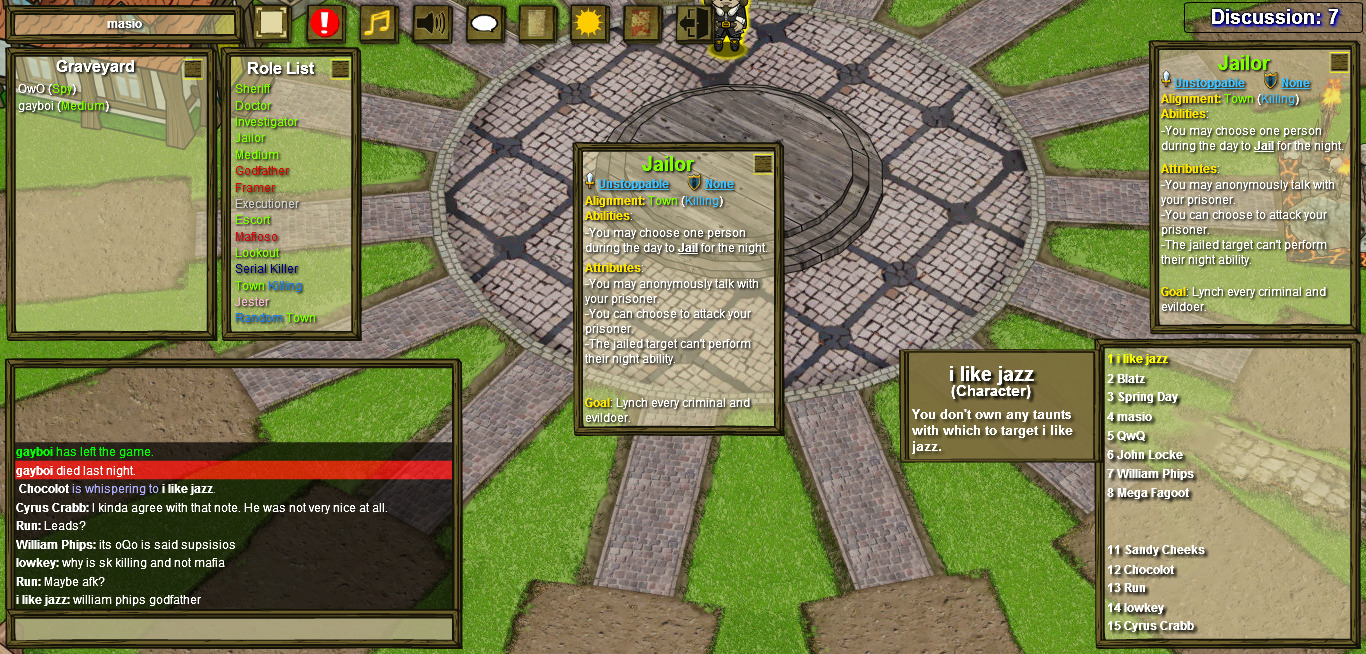 masio
Discussion: 7
Graveyard
OwO (Spy)
gayboi (Medium)
Role List
Sheriff
Doctor
Investigator
Jailor
Medium
Godfather
Framer
Executioner
Escort
Mafioso
Lookout
Serial Killer
Town Killing
Jester
Random Town
Jailor
Unstoppable None
Alignment: Town (Killing)
Abilities:
-You may choose one person
during the day to Jail for the night.
Attributes:
-You may anonymously talk with
your prisoner.
-You can choose to attack your
prisoner.
-The jailed target can't perform
their night ability.
Goal: Lynch every criminal and
evildoer.
Jailor
Unstoppable None
Alignment: Town (Killing)
Abilities:
-You may choose one person
during the day to Jail for the night.
Attributes:
-You may anonymously talk with
your prisoner.
-You can choose to attack your
prisoner.
-The jailed target can't perform
their night ability.
Goal: Lynch every criminal and
evildoer.
gayboi has left the game.
gayboi died last night.
Chocolot is whispering to i like jazz.
Cyrus Crabb: I kinda agree with that note. He was not very nice at all.
Run: Leads?
William Phips: its oQo is said supsisios
lowkey: why is sk killing and not mafia
Run: Maybe afk?
i like jazz: william phips godfather
i like jazz
(Character)
You don't own any taunts
with which to target i like
jazz.
1 i like jazz
2 Blatz
3 Spring Day
4 masio
5 QwQ
6 John Locke
7 William Phips
8 Mega Fagoot
11 Sandy Cheeks
12 Chocolot
13 Run
14 lowkey
15 Cyrus Crabb